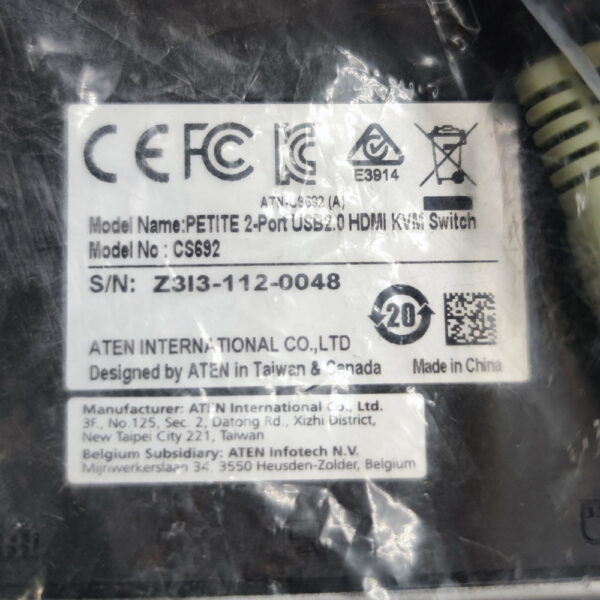 CE FC
E3914
ATN-CS692 (A)
Model Name:PETITE 2-Port USB2.0 HDMI KVM Switch
Model No : CS692
S/N: Z3I3-112-0048
20
ATEN INTERNATIONAL CO.,LTD
Designed by ATEN in Taiwan & Canada
Made in China
Manufacturer: ATEN International Co., Ltd.
3F., No.125, Sec. 2, Datong Rd., Xizhi District,
New Taipei City 221, Taiwan
Belgium Subsidiary: ATEN Infotech N.V.
Mijnwerkerslaan 34, 3550 Heusden-Zolder, Belgium